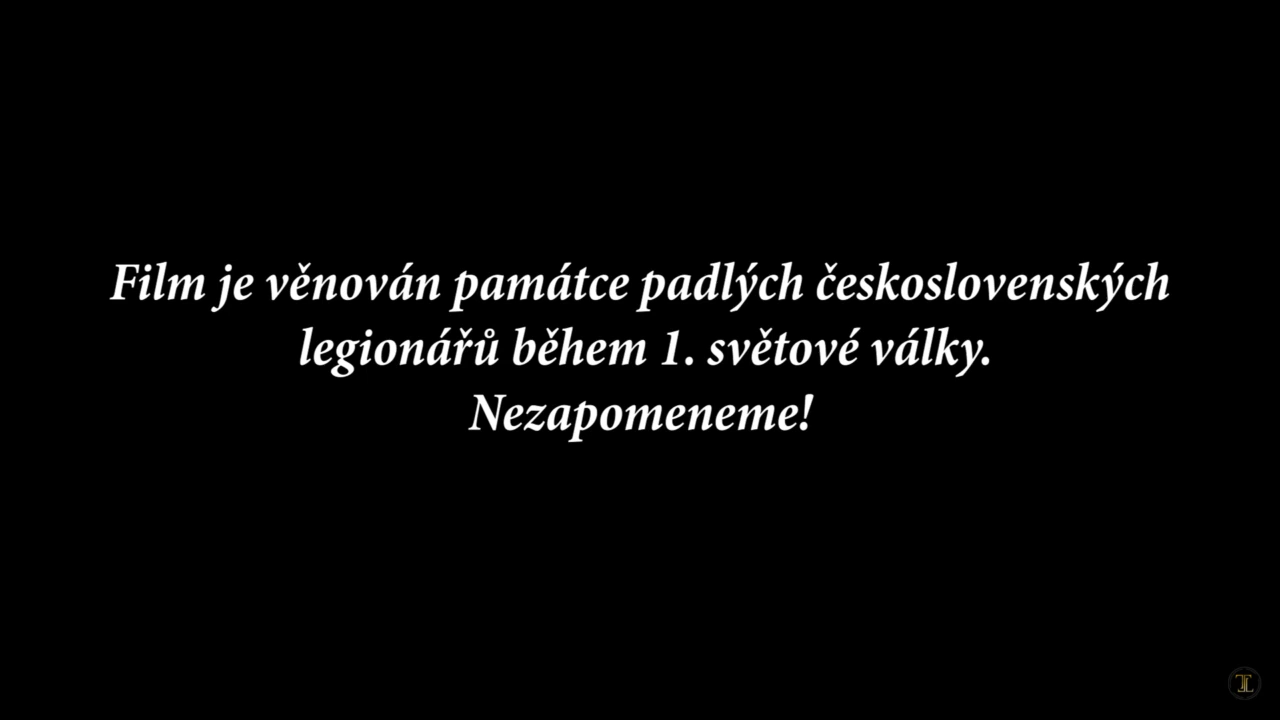 Film je věnován památce padlých československých
legionářů během 1. světové války.
Nezapomeneme!